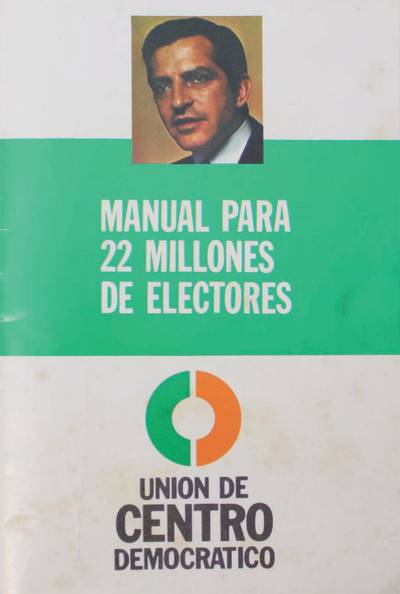 MANUAL PARA
22 MILLONES
DE ELECTORES
UNION DE
CENTRO
DEMOCRATICO